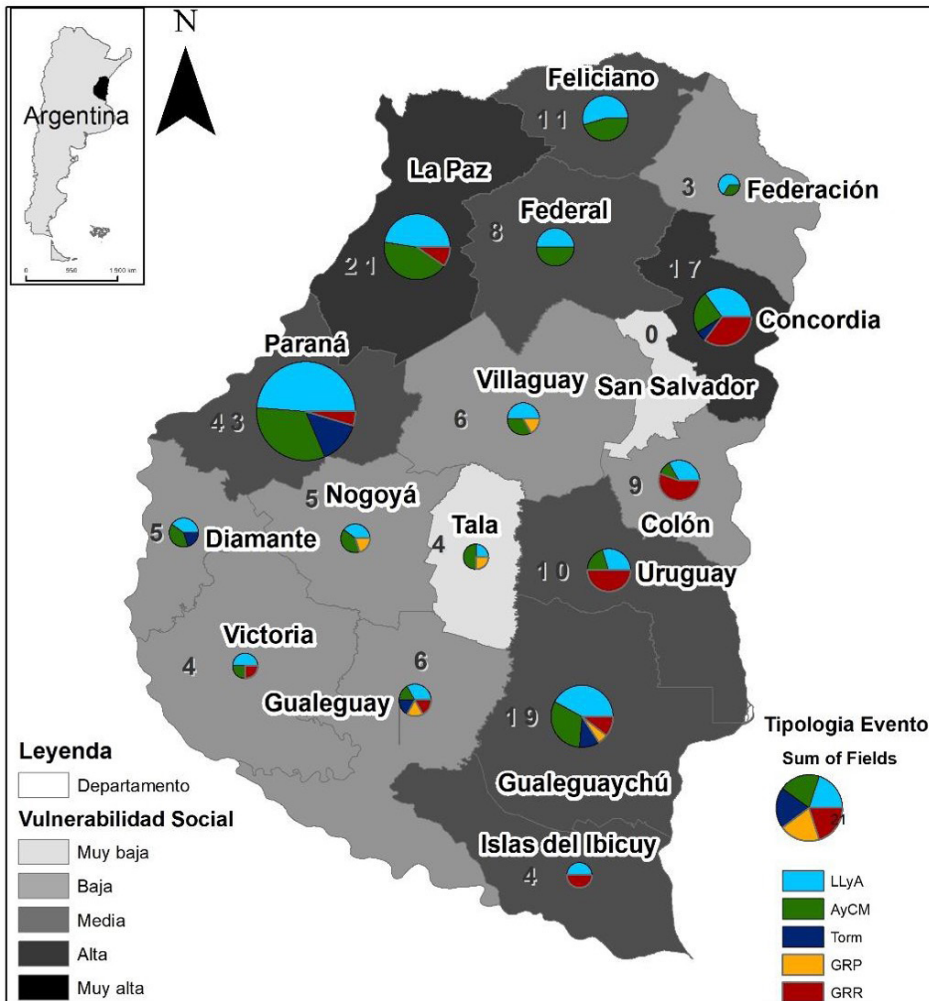 N
Argentina
0 950 1.900 km
Feliciano
11
La Paz
3
Federación
Federal
8
17
21
Concordia
0
Paraná
Villaguay
San Salvador
43
6
9
5
Nogoyá
Colón
5
Diamante
Tala
4
10
Uruguay
Victoria
4
6
Gualeguay
19
Gualeguaychú
Islas del Ibicuy
4
Leyenda
Departamento
Vulnerabilidad Social
Muy baja
Baja
Media
Alta
Muy alta
Tipologia Evento
Sum of Fields
21
LLyA
AyCM
Torm
GRP
GRR